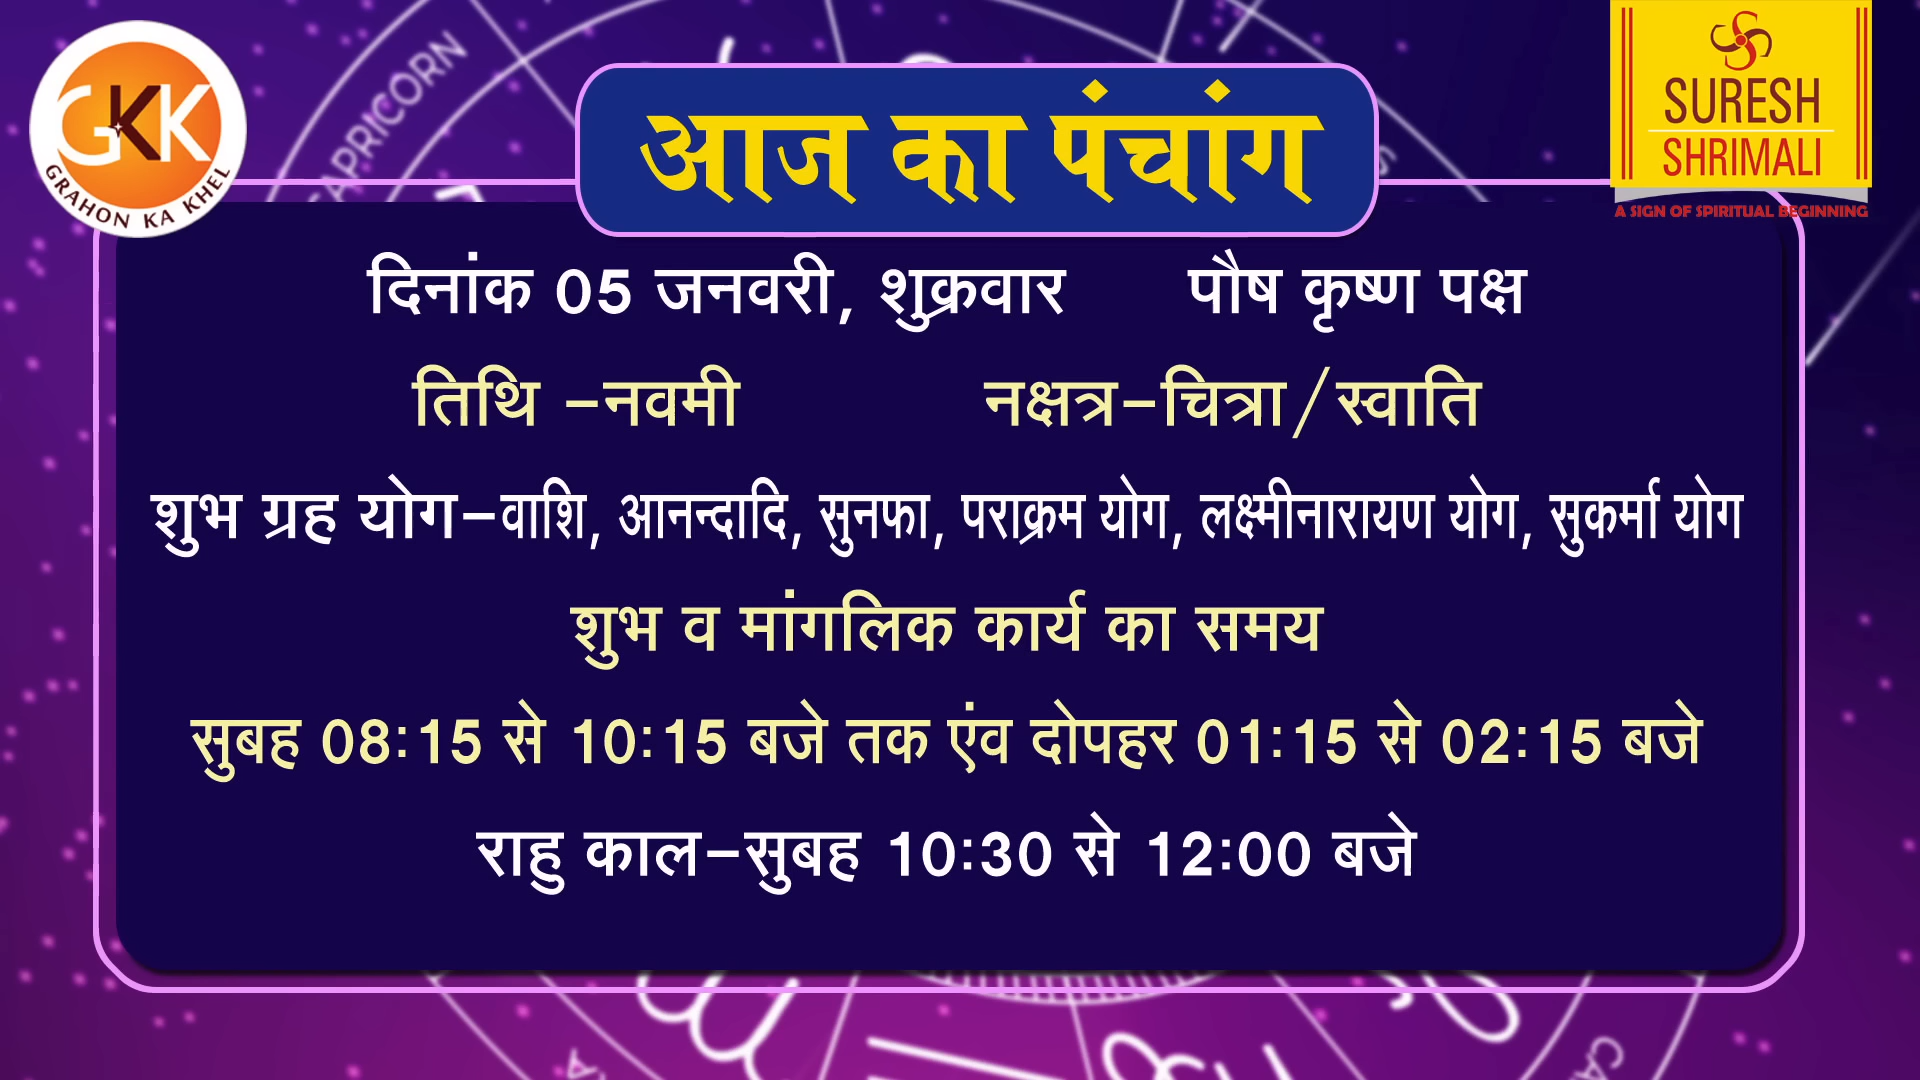 CAPRICORN
GKK
GRAHON KA KHEL
SURESH
SHRIMALI
A SIGN OF SPIRITUAL BEGINNING
आज का पंचांग
दिनांक 05 जनवरी, शुक्रवार पौष कृष्ण पक्ष
तिथि -नवमी नक्षत्र-चित्रा/स्वाति
शुभ ग्रह योग-वाशि, आनन्दादि, सुनफा, पराक्रम योग, लक्ष्मीनारायण योग, सुकर्मा योग
शुभ व मांगलिक कार्य का समय
सुबह 08:15 से 10:15 बजे तक एंव दोपहर 01:15 से 02:15 बजे
राहु काल-सुबह 10:30 से 12:00 बजे